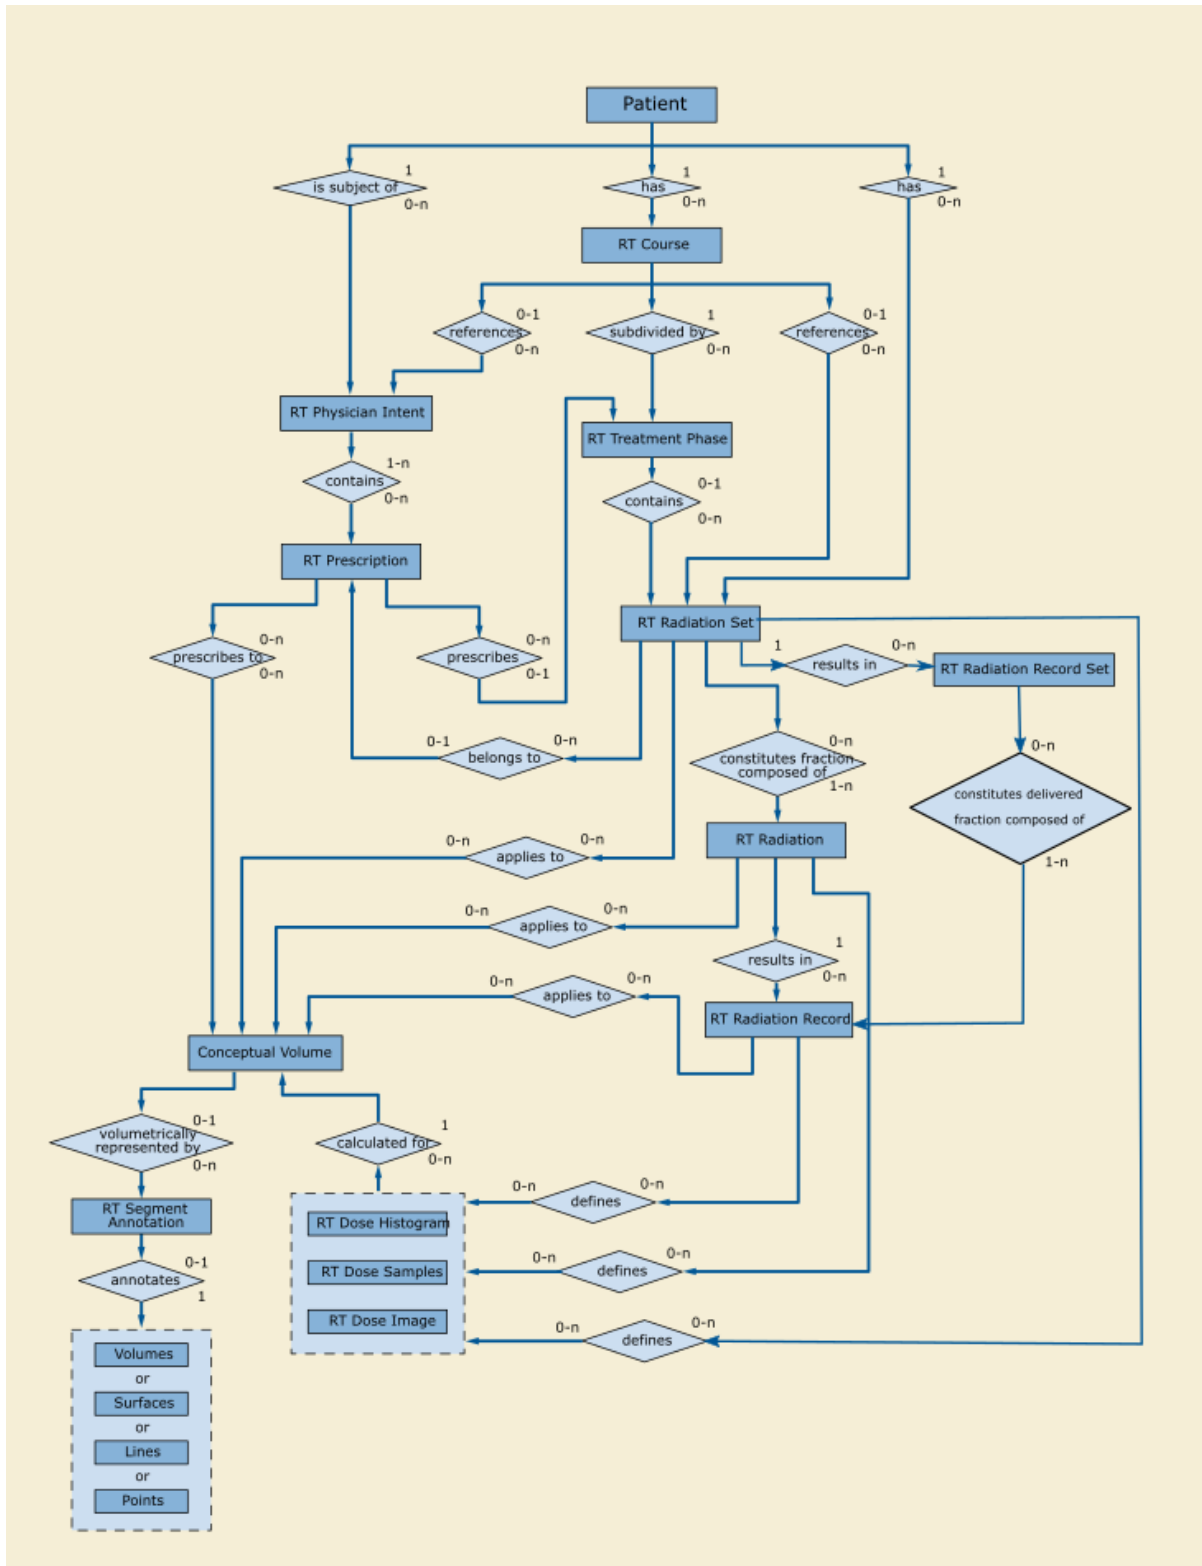 Patient
1
is subject of
0-n
1
has
0-n
1
has
0-n
RT Course
0-1
references
0-n
1
subdivided by
0-n
0-1
references
0-n
RT Physician Intent
RT Treatment Phase
1-n
contains
0-n
0-1
contains
0-n
RT Prescription
RT Radiation Set
0-n
prescribes to
0-n
0-n
prescribes
0-1
1
results in
0-n
RT Radiation Record Set
0-1
belongs to
0-n
0-n
constitutes fraction
composed of
1-n
0-n
constitutes delivered
fraction composed of
1-n
RT Radiation
0-n
applies to
0-n
0-n
applies to
0-n
1
results in
0-n
0-n
applies to
0-n
RT Radiation Record
Conceptual Volume
0-1
volumetrically
represented by
0-n
1
calculated for
0-n
RT Segment
Annotation
0-n
defines
0-n
RT Dose Histogram
0-1
annotates
1
RT Dose Samples
0-n
defines
0-n
RT Dose Image
0-n
defines
0-n
Volumes
or
Surfaces
or
Lines
or
Points